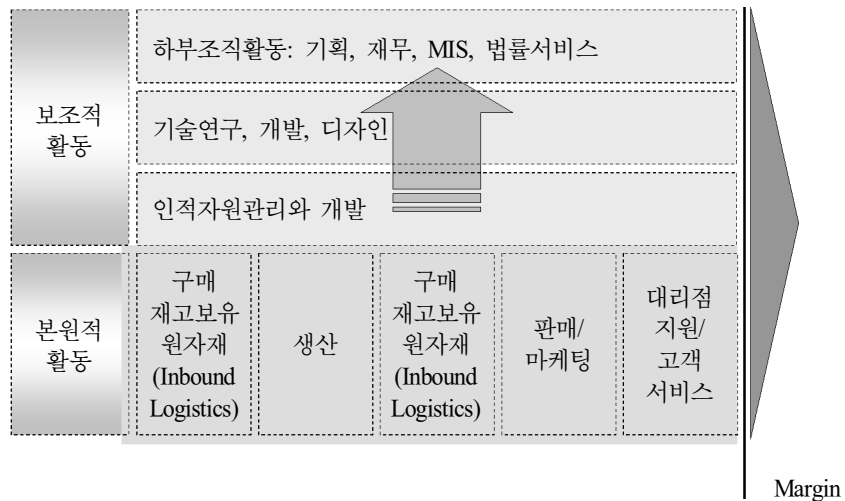 하부조직활동: 기획, 재무, MIS, 법률서비스
보조적
활동
기술연구, 개발, 디자인
인적자원관리와 개발
본원적
활동
구매
재고보유
원자재
(Inbound
Logistics)
생산
구매
재고보유
원자재
(Inbound
Logistics)
판매/
마케팅
대리점
지원/
고객
서비스
Margin